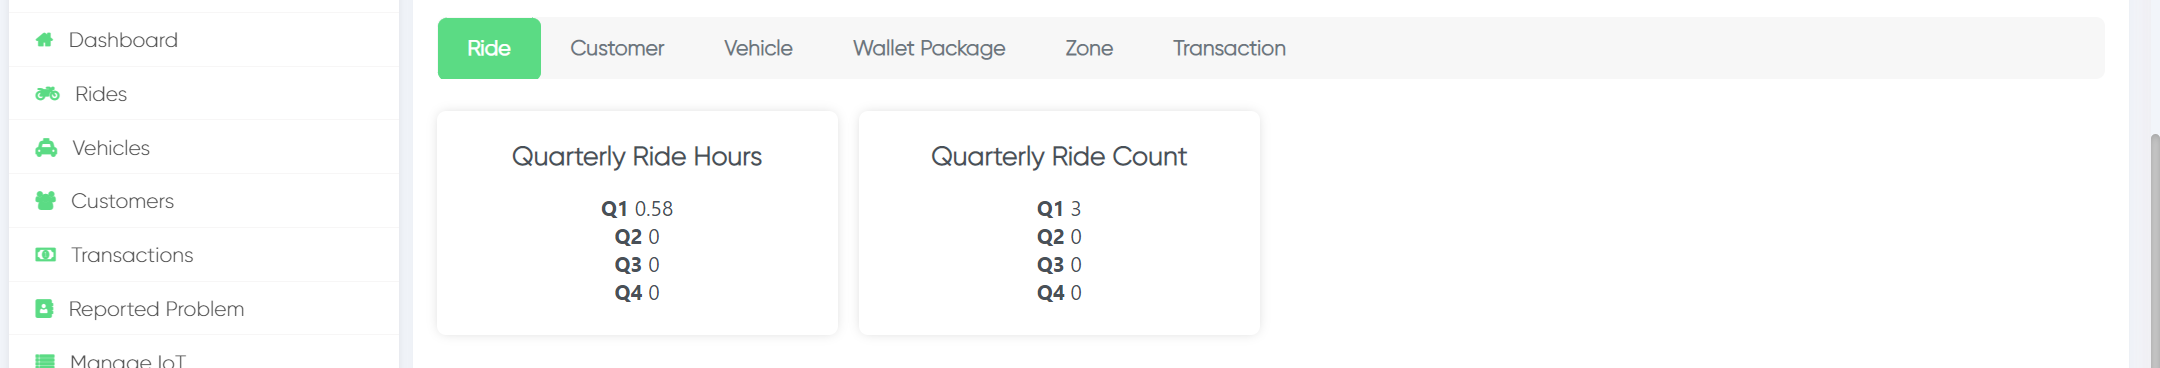 Dashboard
Rides
Vehicles
Customers
Transactions
Reported Problem
Manage IoT
Ride
Customer
Vehicle
Wallet Package
Zone
Transaction
Quarterly Ride Hours
Q1 0.58
Q2 0
Q3 0
Q4 0
Quarterly Ride Count
Q1 3
Q2 0
Q3 0
Q4 0